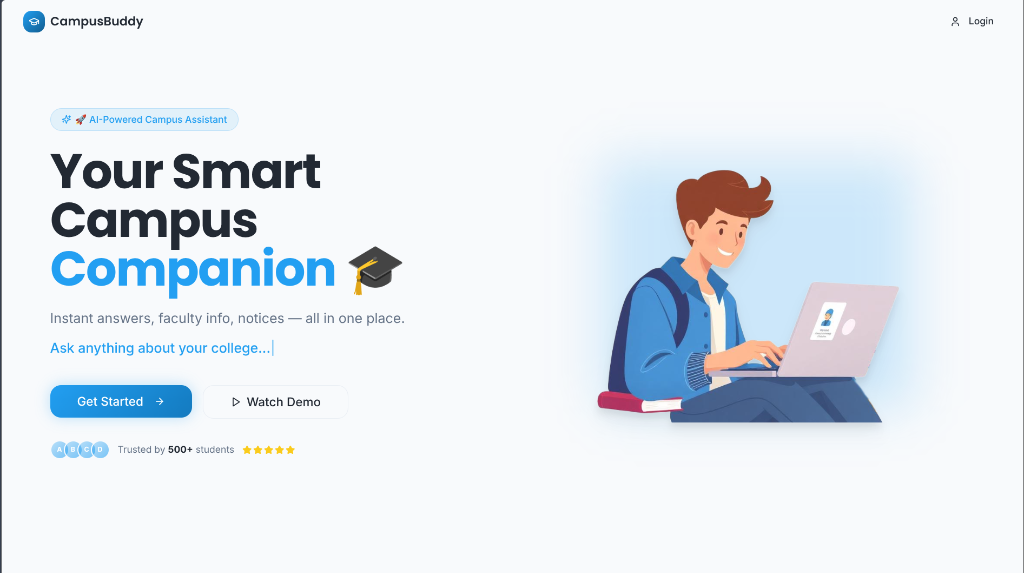 CampusBuddy
Login
🚀 AI-Powered Campus Assistant
Your Smart
Campus
Companion 🎓
Instant answers, faculty info, notices — all in one place.
Ask anything about your college...|
Get Started →
Watch Demo
A B C D
Trusted by 500+ students